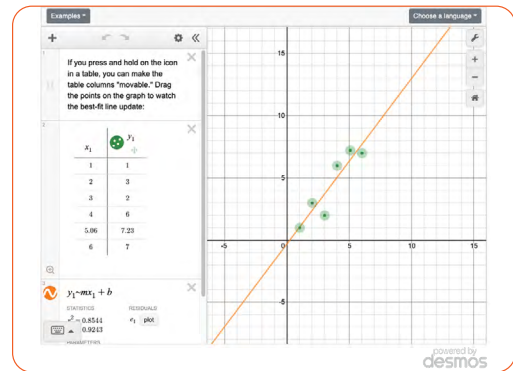 Examples
Choose a language
1
If you press and hold on the icon
in a table, you can make the
table columns "movable." Drag
the points on the graph to watch
the best-fit line update:
2
x₁ y₁
1 1
2 3
3 2
4 6
5.06 7.23
6 7
y₁~mx₁ + b
STATISTICS RESIDUALS
= 0.8544 e₁ plot
0.9243
PARAMETERS
15
10
5
-5
-5 0 5 10 15
powered by
desmos